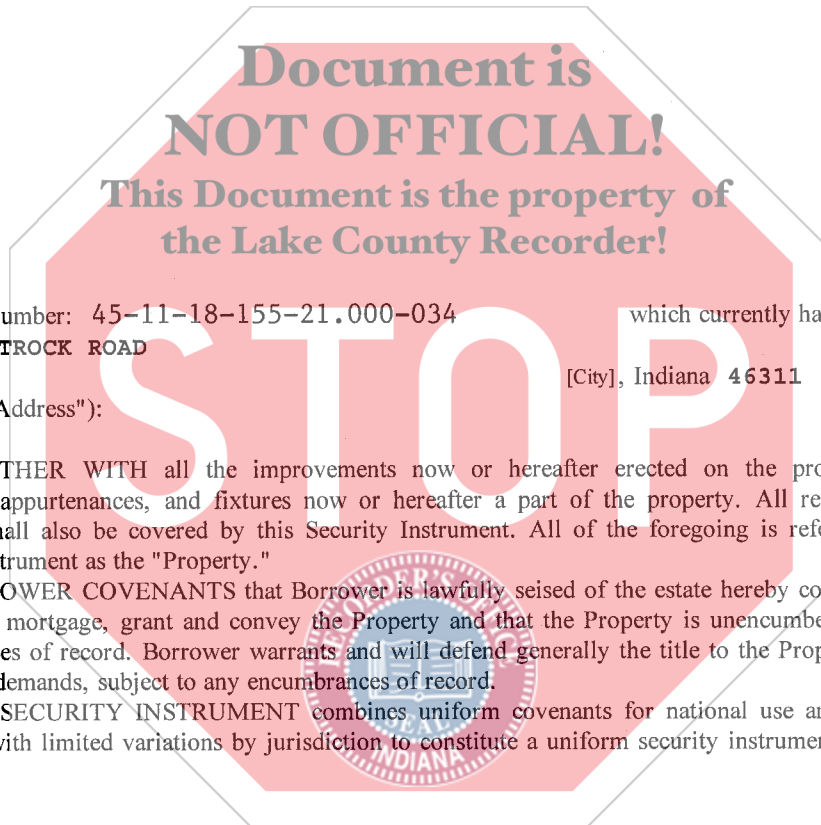 Document is
NOT OFFICIAL!
This Document is the property of
the Lake County Recorder!
STOP
umber: 45-11-18-155-21.000-034 which currently ha
TROCK ROAD
[City], Indiana 46311
Address"):
THER WITH all the improvements now or hereafter erected on the pro
appurtenances, and fixtures now or hereafter a part of the property. All re
hall also be covered by this Security Instrument. All of the foregoing is refe
trument as the "Property."
OWER COVENANTS that Borrower is lawfully seised of the estate hereby co
mortgage, grant and convey the Property and that the Property is unencumbe
es of record. Borrower warrants and will defend generally the title to the Prop
demands, subject to any encumbrances of record.
SECURITY INSTRUMENT combines uniform covenants for national use a
with limited variations by jurisdiction to constitute a uniform security instrumen
RECORDER'S OFFICE
SEAL
INDIANA